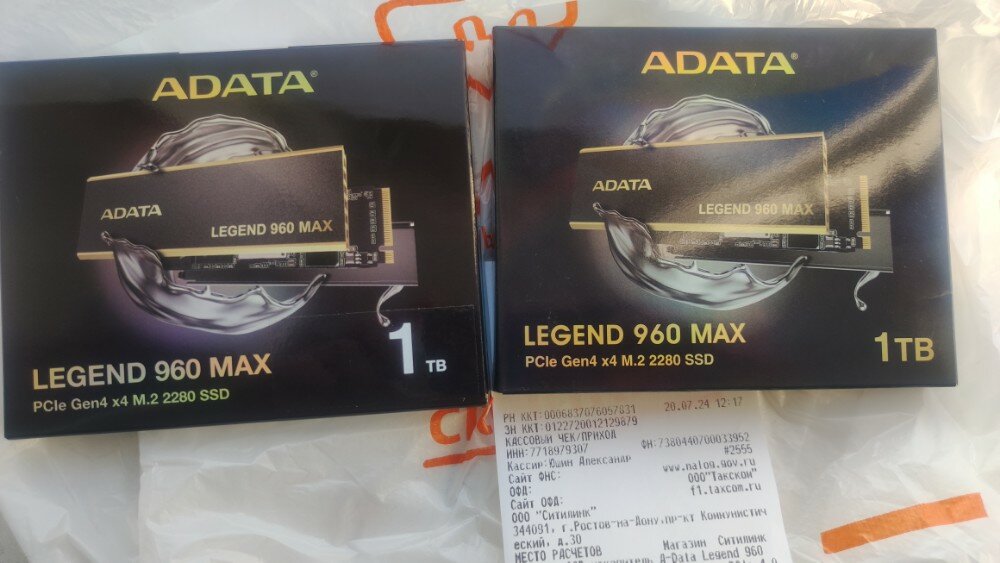 ADATA®
ADATA
LEGEND 960 MAX
LEGEND 960 MAX
PCIe Gen4 x4 M.2 2280 SSD
1 TB
ADATA®
ADATA
LEGEND 960 MAX
LEGEND 960 MAX
PCIe Gen4 x4 M.2 2280 SSD
1TB
РН ККТ:0006837076057831 20.07.24 12:17
ЗН ККТ:0122720012129879
КАССОВЫЙ ЧЕК/ПРИХОД ФН:7380440700033952
ИНН:7718979307 #2555
Кассир:Юшин Александр
Сайт ФНС: www.nalog.gov.ru
ОФД: ООО"Такском"
Сайт ОФД: f1.taxcom.ru
ООО "Ситилинк"
344091, г.Ростов-на-Дону,пр-кт Коммунистич
еский, д.30
МЕСТО РАСЧЕТОВ Магазин Ситилинк
A-Data Legend 960